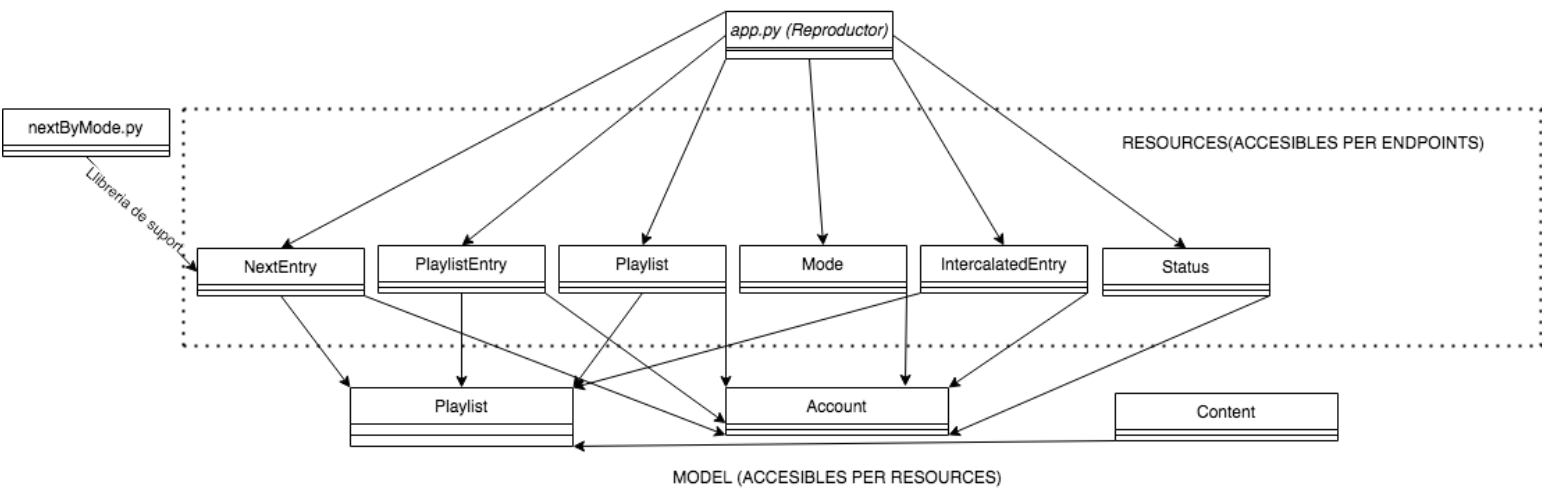 app.py (Reproductor)
nextByMode.py
RESOURCES(ACCESIBLES PER ENDPOINTS)
Llibreria de suport
NextEntry
PlaylistEntry
Playlist
Mode
IntercalatedEntry
Status
Playlist
Account
Content
MODEL (ACCESIBLES PER RESOURCES)